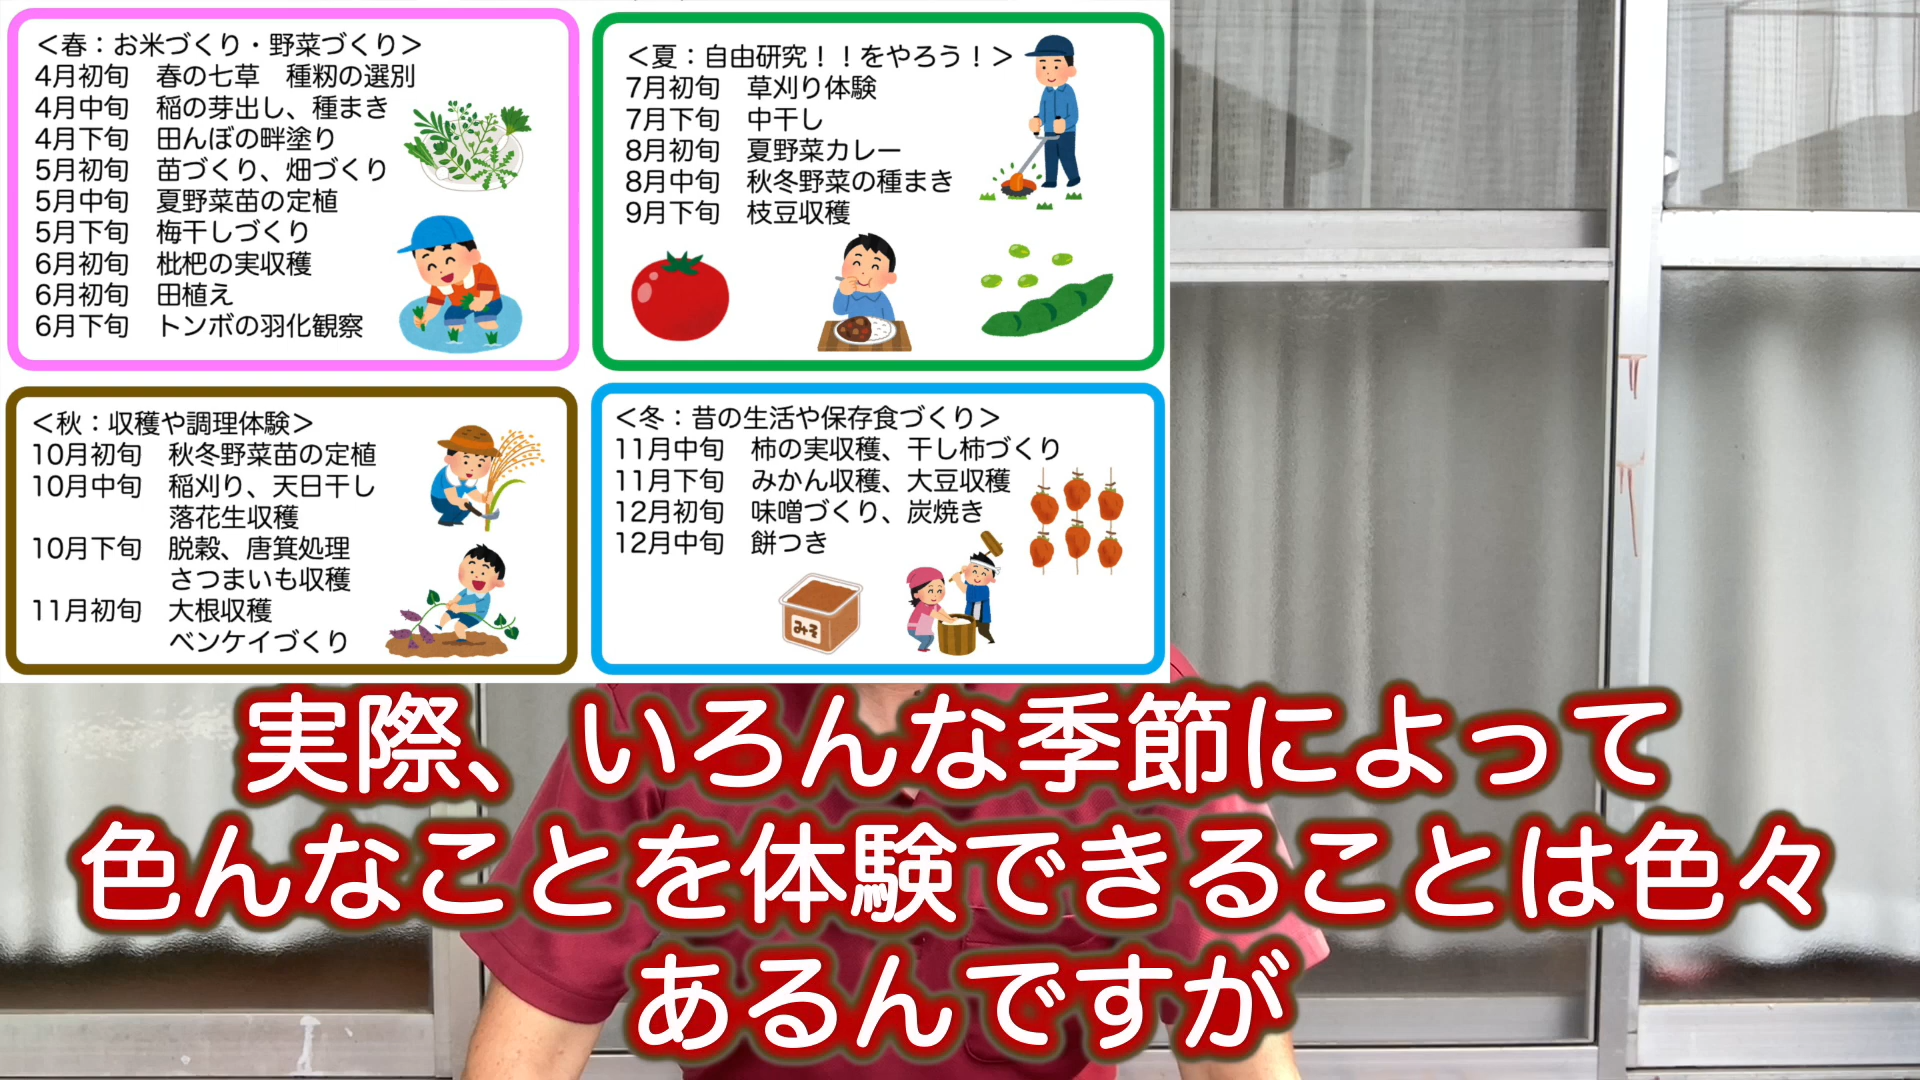 ＜春：お米づくり・野菜づくり＞
4月初旬　春の七草　種籾の選別
4月中旬　稲の芽出し、種まき
4月下旬　田んぼの畔塗り
5月初旬　苗づくり、畑づくり
5月中旬　夏野菜苗の定植
5月下旬　梅干しづくり
6月初旬　枇杷の実収穫
6月初旬　田植え
6月下旬　トンボの羽化観察
＜夏：自由研究！！をやろう！＞
7月初旬　草刈り体験
7月下旬　中干し
8月初旬　夏野菜カレー
8月中旬　秋冬野菜の種まき
9月下旬　枝豆収穫
＜秋：収穫や調理体験＞
10月初旬　秋冬野菜苗の定植
10月中旬　稲刈り、天日干し
落花生収穫
10月下旬　脱穀、唐箕処理
さつまいも収穫
11月初旬　大根収穫
ベンケイづくり
＜冬：昔の生活や保存食づくり＞
11月中旬　柿の実収穫、干し柿づくり
11月下旬　みかん収穫、大豆収穫
12月初旬　味噌づくり、炭焼き
12月中旬　餅つき
みそ
実際、いろんな季節によって
色んなことを体験できることは色々
あるんですが